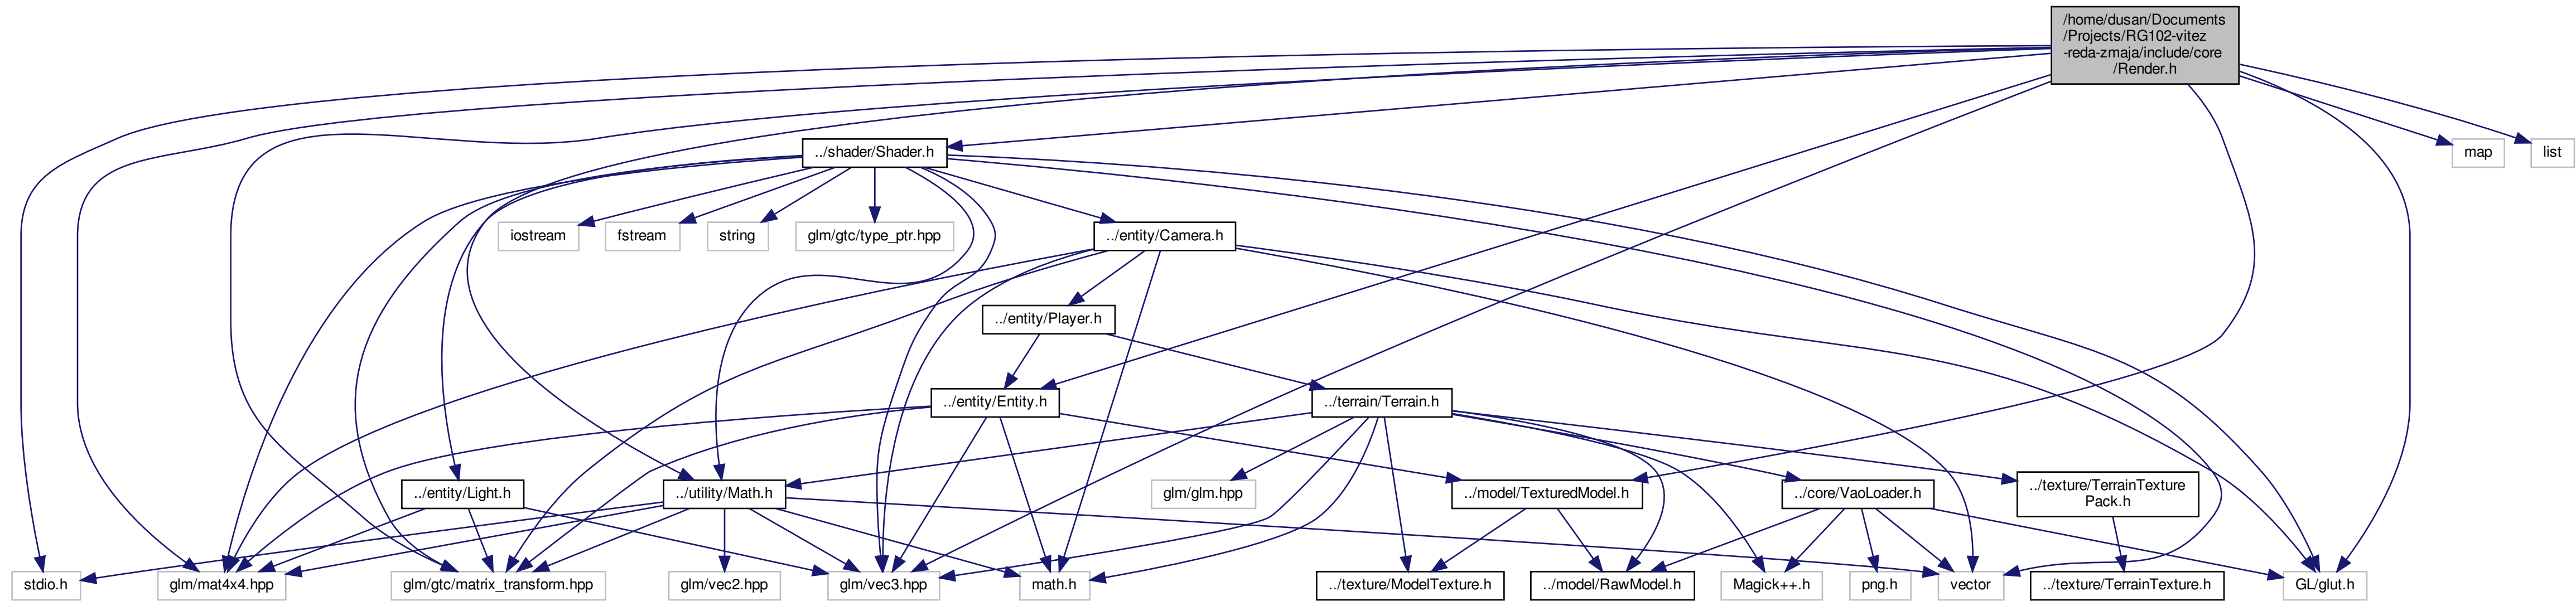 /home/dusan/Documents
/Projects/RG102-vitez
-reda-zmaja/include/core
/Render.h
../shader/Shader.h
map
list
iostream
fstream
string
glm/gtc/type_ptr.hpp
../entity/Camera.h
../entity/Player.h
../entity/Entity.h
../terrain/Terrain.h
../entity/Light.h
../utility/Math.h
glm/glm.hpp
../model/TexturedModel.h
../core/VaoLoader.h
../texture/TerrainTexture
Pack.h
stdio.h
glm/mat4x4.hpp
glm/gtc/matrix_transform.hpp
glm/vec2.hpp
glm/vec3.hpp
math.h
../texture/ModelTexture.h
../model/RawModel.h
Magick++.h
png.h
vector
../texture/TerrainTexture.h
GL/glut.h